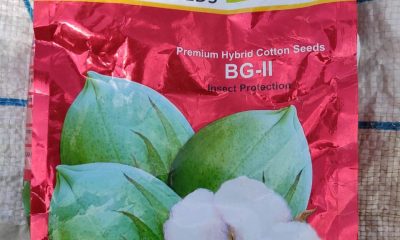 Premium Hybrid Cotton Seeds
BG-II
Insect Protection